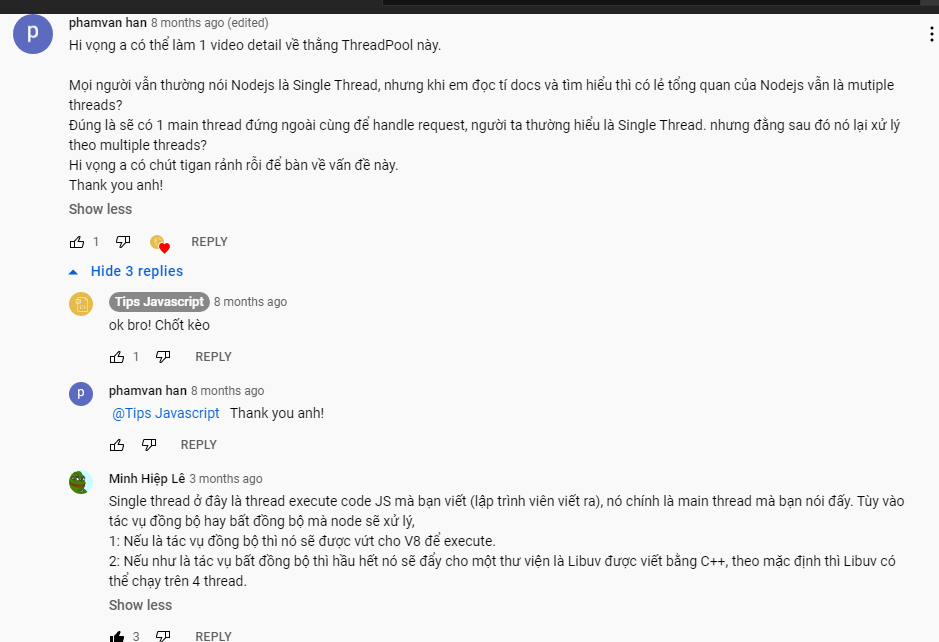 p
phamvan han 8 months ago (edited)
Hi vọng a có thể làm 1 video detail về thằng ThreadPool này.
Mọi người vẫn thường nói Nodejs là Single Thread, nhưng khi em đọc tí docs và tìm hiểu thì có lẻ tổng quan của Nodejs vẫn là mutiple
threads?
Đúng là sẽ có 1 main thread đứng ngoài cùng để handle request, người ta thường hiểu là Single Thread. nhưng đằng sau đó nó lại xử lý
theo multiple threads?
Hi vọng a có chút tigan rảnh rỗi để bàn về vấn đề này.
Thank you anh!
Show less
1 REPLY
Hide 3 replies
Tips Javascript 8 months ago
ok bro! Chốt kèo
1 REPLY
p
phamvan han 8 months ago
@Tips Javascript Thank you anh!
REPLY
Minh Hiệp Lê 3 months ago
Single thread ở đây là thread execute code JS mà bạn viết (lập trình viên viết ra), nó chính là main thread mà bạn nói đấy. Tùy vào
tác vụ đồng bộ hay bất đồng bộ mà node sẽ xử lý,
1: Nếu là tác vụ đồng bộ thì nó sẽ được vứt cho V8 để execute.
2: Nếu như là tác vụ bất đồng bộ thì hầu hết nó sẽ đẩy cho một thư viện là Libuv được viết bằng C++, theo mặc định thì Libuv có
thể chạy trên 4 thread.
Show less
3 REPLY